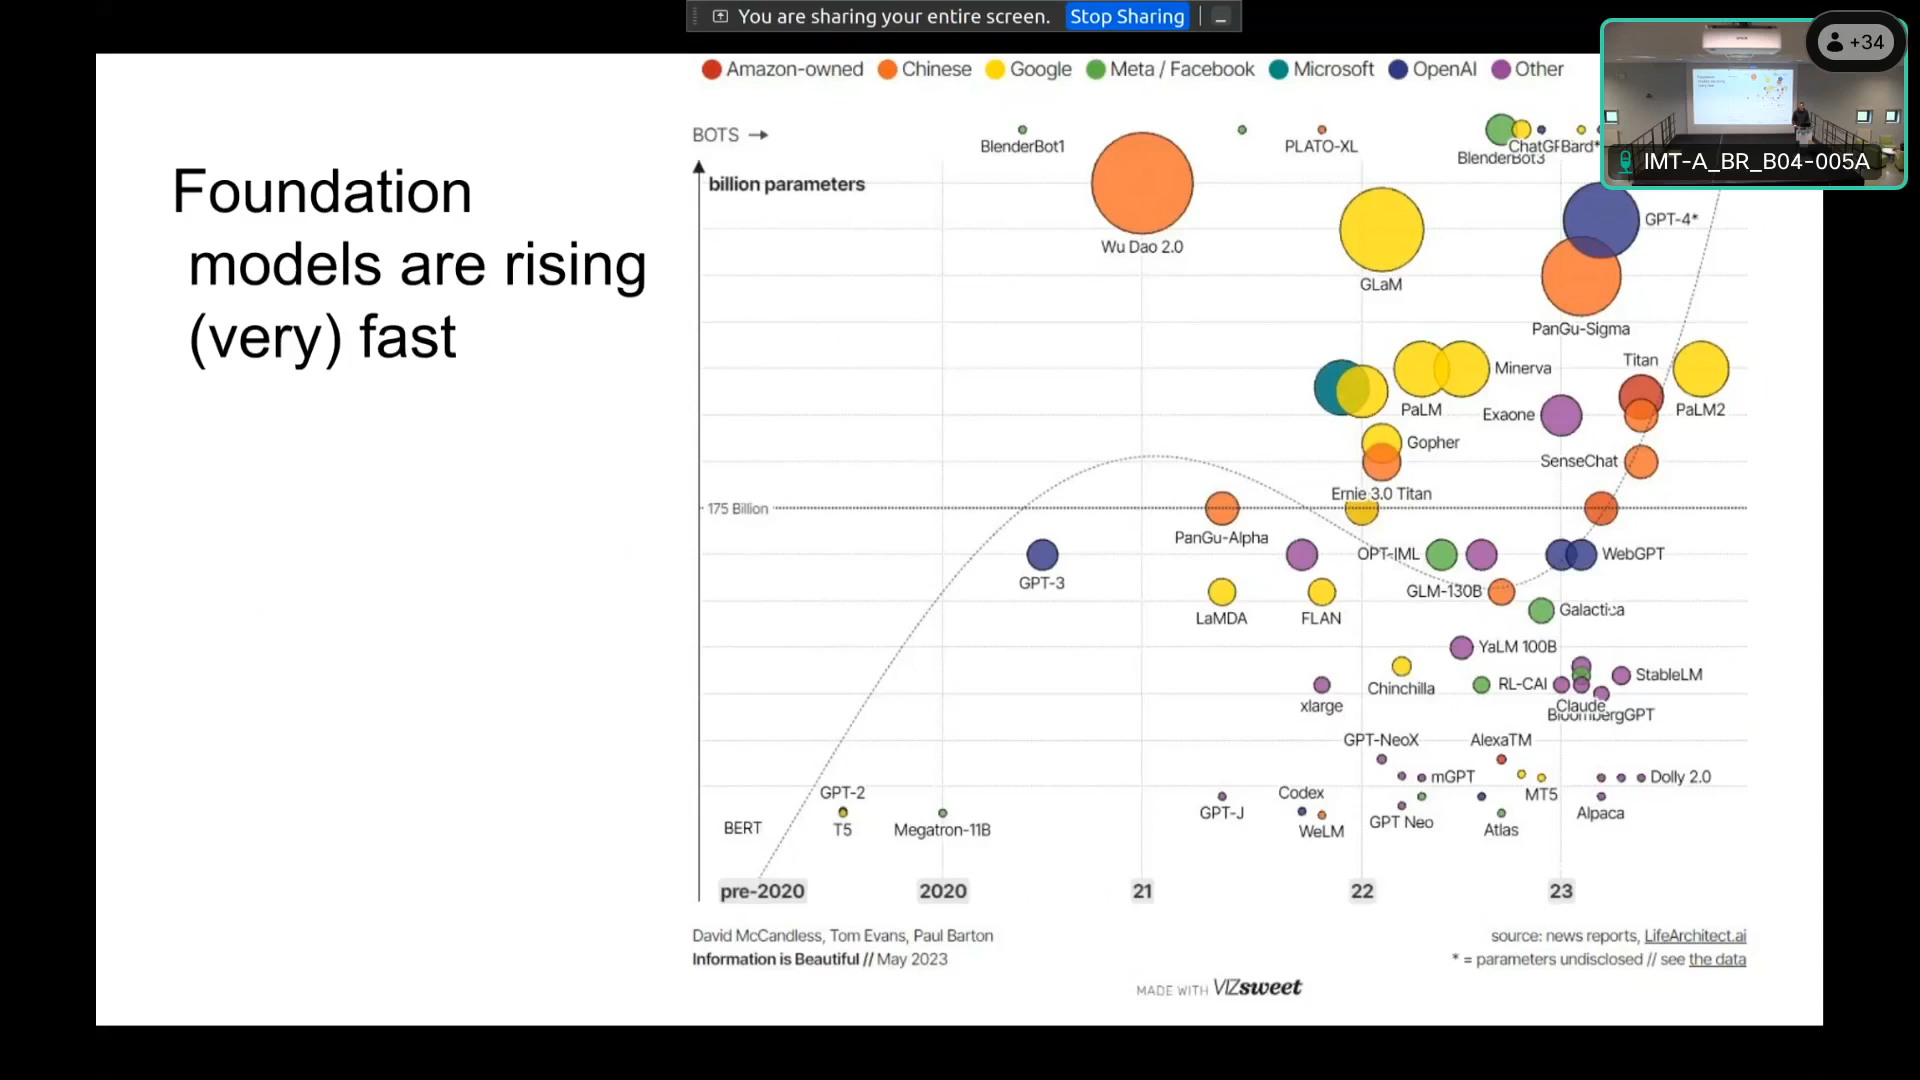 You are sharing your entire screen.
Stop Sharing
+34
IMT-A_BR_B04-005A
Foundation
models are rising
(very) fast
Amazon-owned
Chinese
Google
Meta / Facebook
Microsoft
OpenAI
Other
BOTS →
BlenderBot1
PLATO-XL
BlenderBot3
Bard*
billion parameters
Wu Dao 2.0
GLaM
GPT-4*
PanGu-Sigma
Titan
Minerva
PaLM
PaLM2
Exaone
Gopher
SenseChat
Ernie 3.0 Titan
175 Billion
PanGu-Alpha
OPT-IML
WebGPT
GPT-3
GLM-130B
LaMDA
FLAN
Galactica
YaLM 100B
Chinchilla
RL-CAI
StableLM
xlarge
Claude
BloombergGPT
GPT-NeoX
AlexaTM
mGPT
Dolly 2.0
GPT-2
Codex
MT5
BERT
T5
Megatron-11B
GPT-J
WeLM
GPT Neo
Atlas
Alpaca
pre-2020
2020
21
22
23
David McCandless, Tom Evans, Paul Barton
Information is Beautiful // May 2023
source: news reports, LifeArchitect.ai
* = parameters undisclosed // see the data
MADE WITH VIZsweet